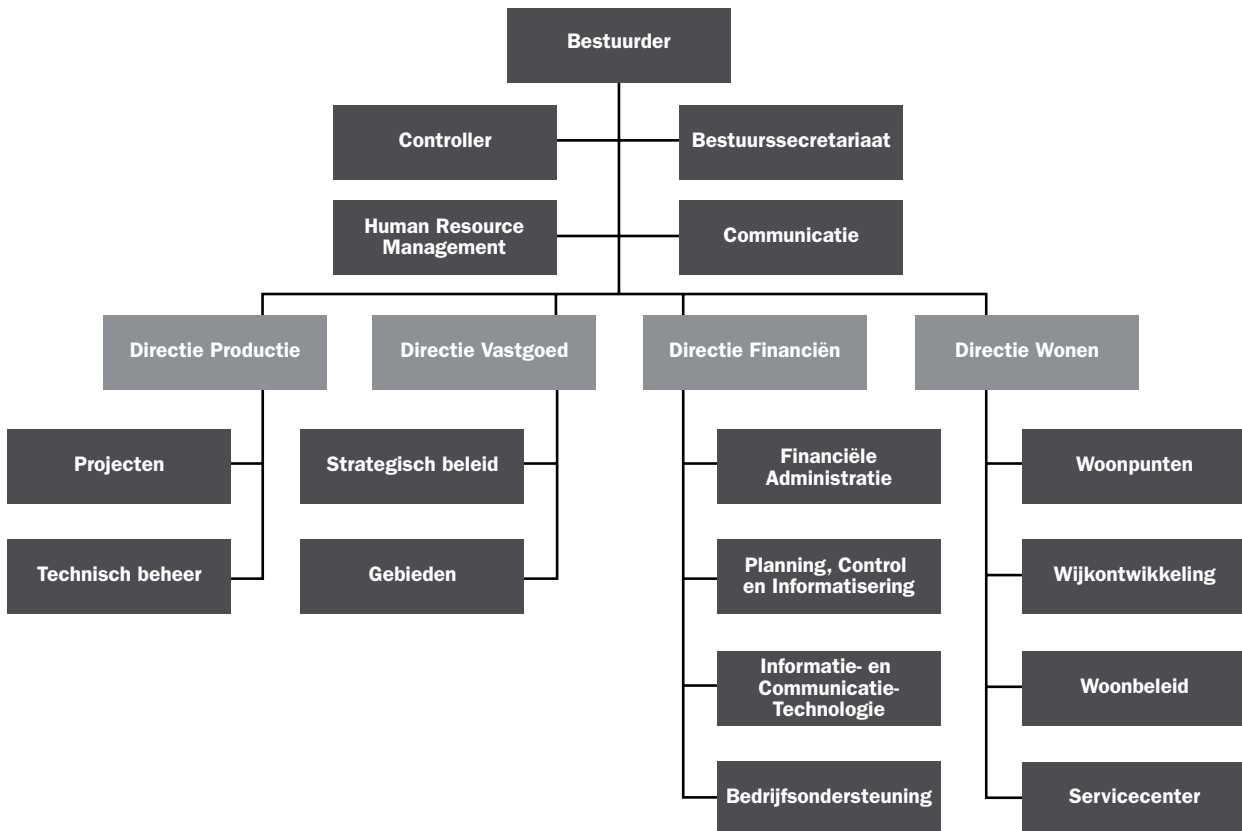 Bestuurder
Controller
Bestuurssecretariaat
Human Resource
Management
Communicatie
Directie Productie
Directie Vastgoed
Directie Financiën
Directie Wonen
Projecten
Strategisch beleid
Financiële
Administratie
Woonpunten
Technisch beheer
Gebieden
Planning, Control
en Informatisering
Wijkontwikkeling
Informatie- en
Communicatie-
Technologie
Woonbeleid
Bedrijfsondersteuning
Servicecenter